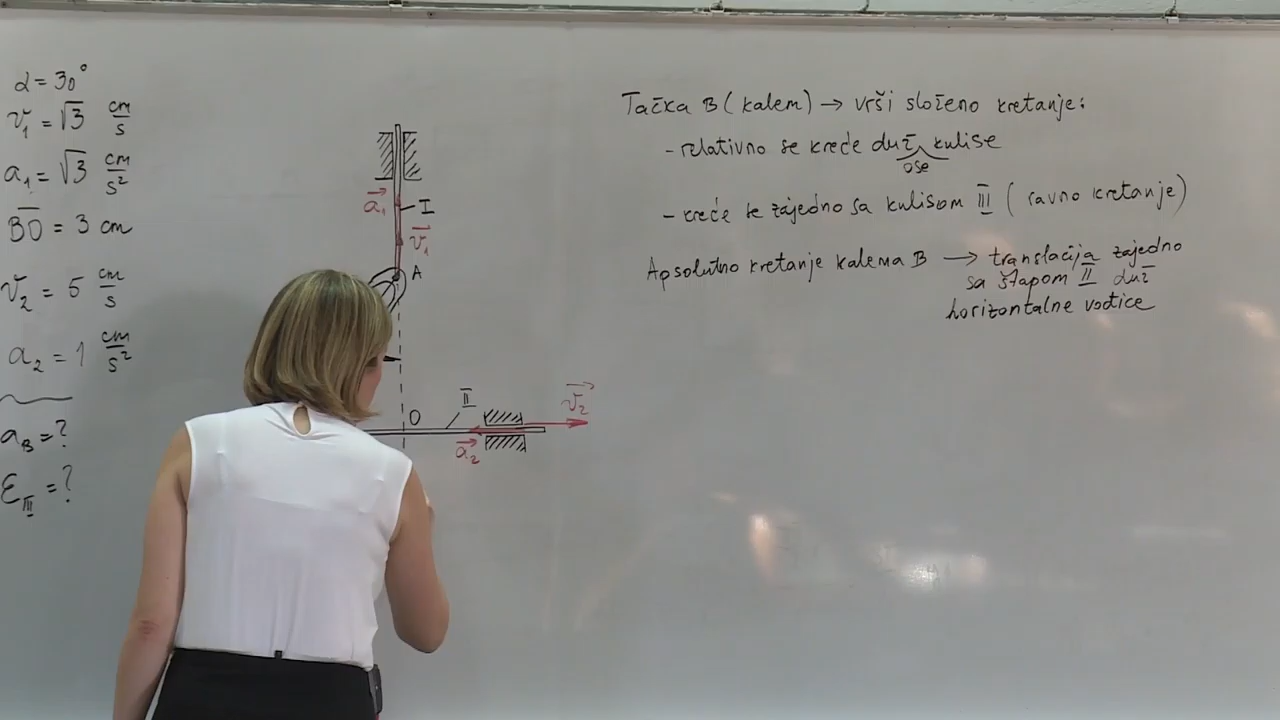 α = 30°
v₁ = √3 cm/s
a₁ = √3 cm/s²
BO = 3 cm
v₂ = 5 cm/s
a₂ = 1 cm/s²
a_B = ?
ε_III = ?
a₁
I
v₁
A
O
II
v₂
a₂
Tačka B (kalem) → vrši složeno kretanje:
- relativno se kreće duž kulise
ose
- kreće se zajedno sa kulisom III (ravno kretanje)
Apsolutno kretanje kalema B → translacija zajedno
sa štapom II duž
horizontalne vođice